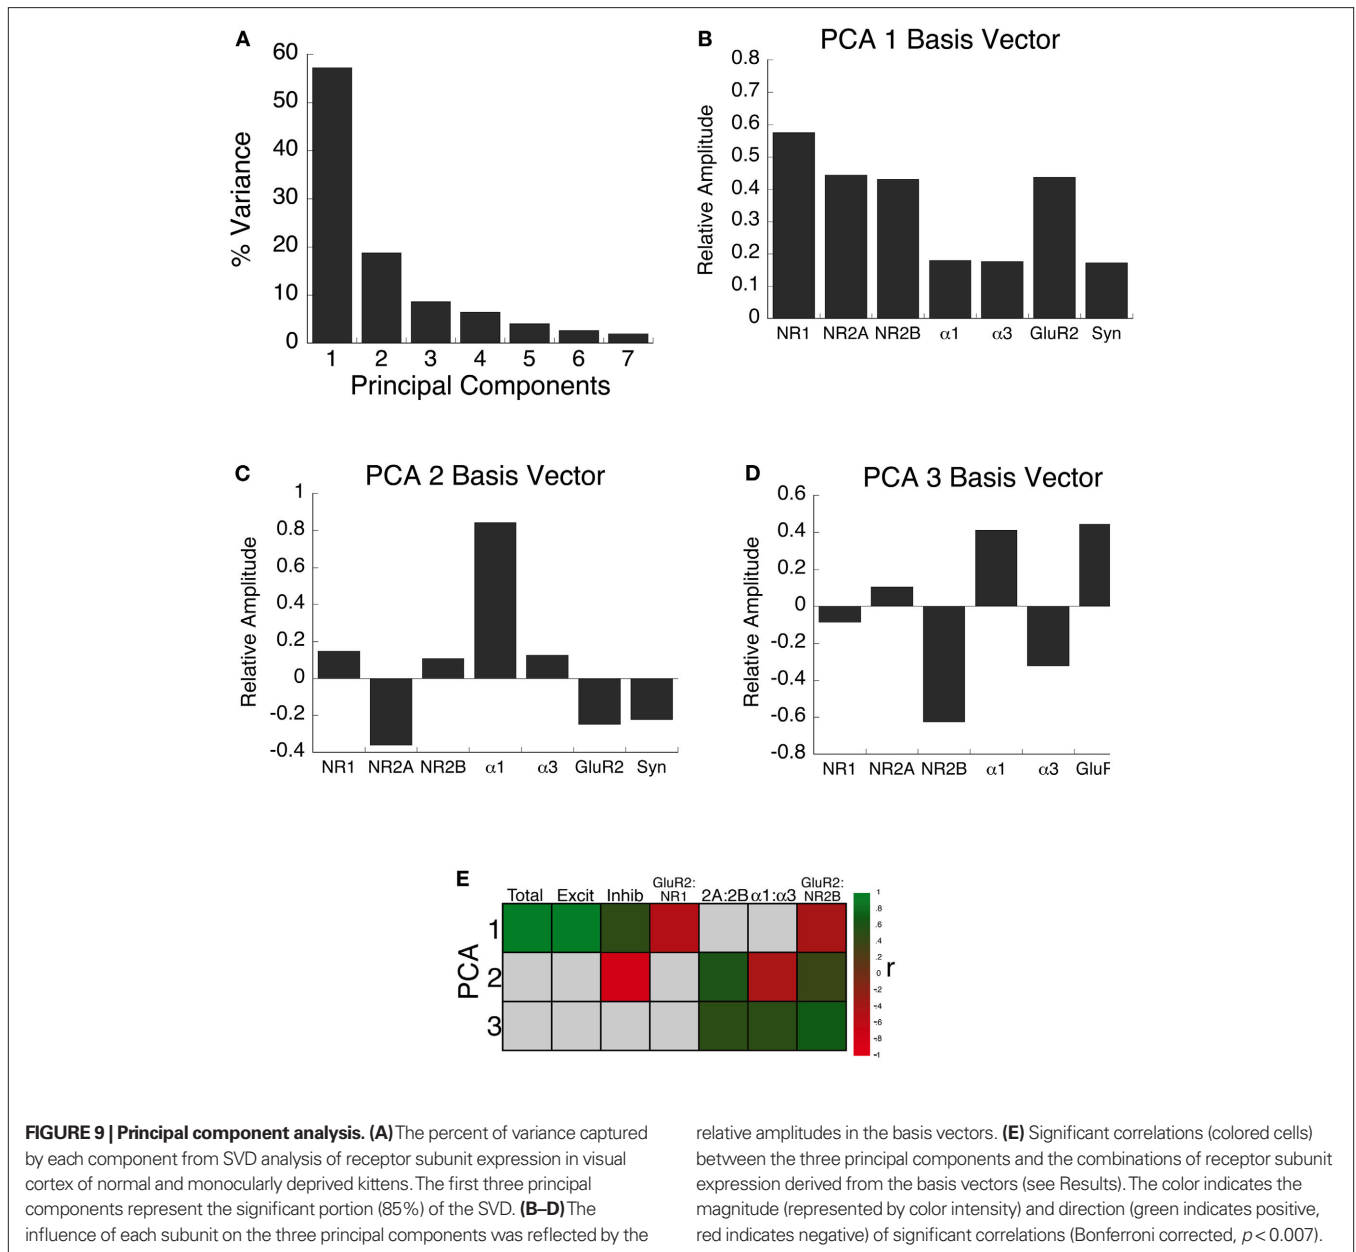 A
60
50
40
30
20
10
0
% Variance
1 2 3 4 5 6 7
Principal Components
B
PCA 1 Basis Vector
0.8
0.7
0.6
0.5
0.4
0.3
0.2
0.1
0
Relative Amplitude
NR1 NR2A NR2B α1 α3 GluR2 Syn
C
PCA 2 Basis Vector
1
0.8
0.6
0.4
0.2
0
-0.2
-0.4
Relative Amplitude
NR1 NR2A NR2B α1 α3 GluR2 Syn
D
PCA 3 Basis Vector
0.6
0.4
0.2
0
-0.2
-0.4
-0.6
-0.8
Relative Amplitude
NR1 NR2A NR2B α1 α3 GluF
E
Total Excit Inhib GluR2: NR1 2A:2B α1:α3 GluR2: NR2B
PCA
1
2
3
1
.8
.6
.4
.2
0
-.2
-.4
-.6
-.8
-1
r
FIGURE 9 | Principal component analysis. (A) The percent of variance captured
by each component from SVD analysis of receptor subunit expression in visual
cortex of normal and monocularly deprived kittens. The first three principal
components represent the significant portion (85%) of the SVD. (B–D) The
influence of each subunit on the three principal components was reflected by the
relative amplitudes in the basis vectors. (E) Significant correlations (colored cells)
between the three principal components and the combinations of receptor subunit
expression derived from the basis vectors (see Results). The color indicates the
magnitude (represented by color intensity) and direction (green indicates positive,
red indicates negative) of significant correlations (Bonferroni corrected, p < 0.007).